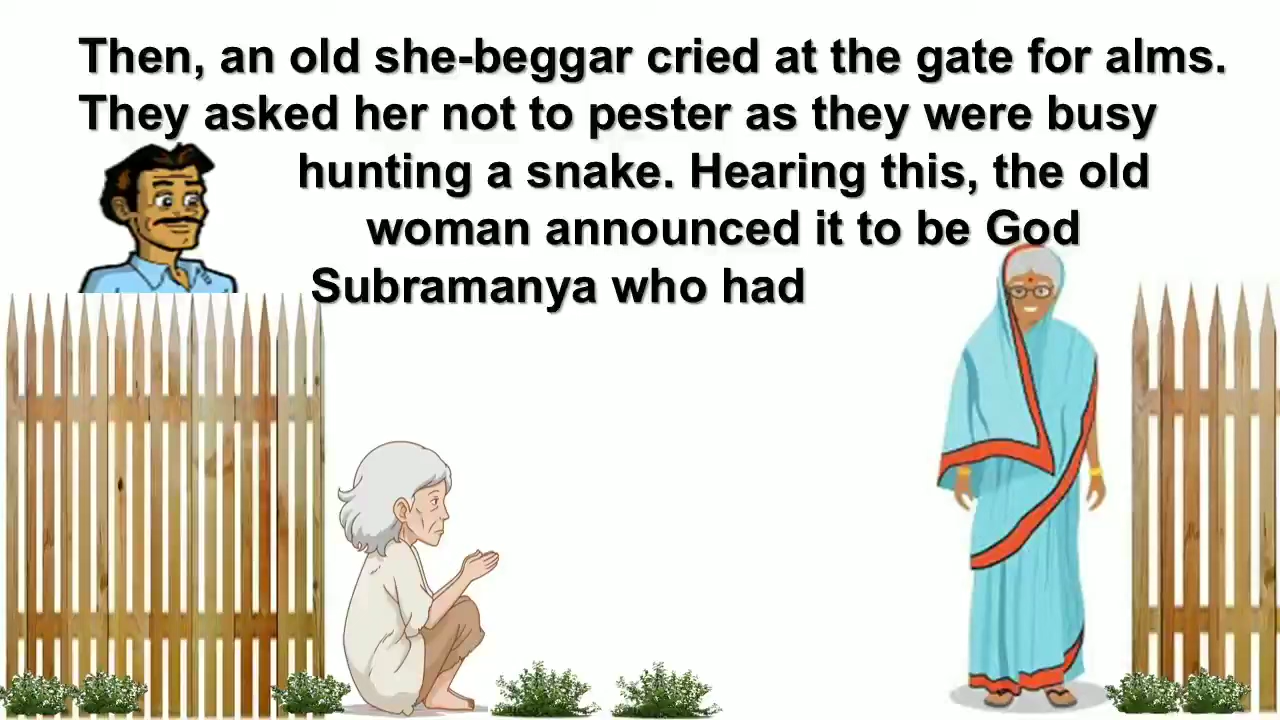 Then, an old she-beggar cried at the gate for alms.
They asked her not to pester as they were busy
hunting a snake. Hearing this, the old
woman announced it to be God
Subramanya who had